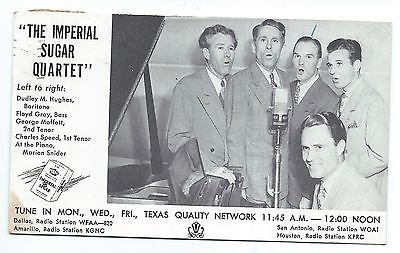 "THE IMPERIAL
SUGAR
QUARTET"
Left to right:
Dudley M. Hughes,
Baritone
Floyd Gray, Bass
George Moffett,
2nd Tenor
Charles Speed, 1st Tenor
At the Piano,
Marion Snider
TUNE IN MON., WED., FRI., TEXAS QUALITY NETWORK 11:45 A.M. — 12:00 NOON
Dallas, Radio Station WFAA—820
Amarillo, Radio Station KGNC
San Antonio, Radio Station WOAI
Houston, Radio Station KPRC